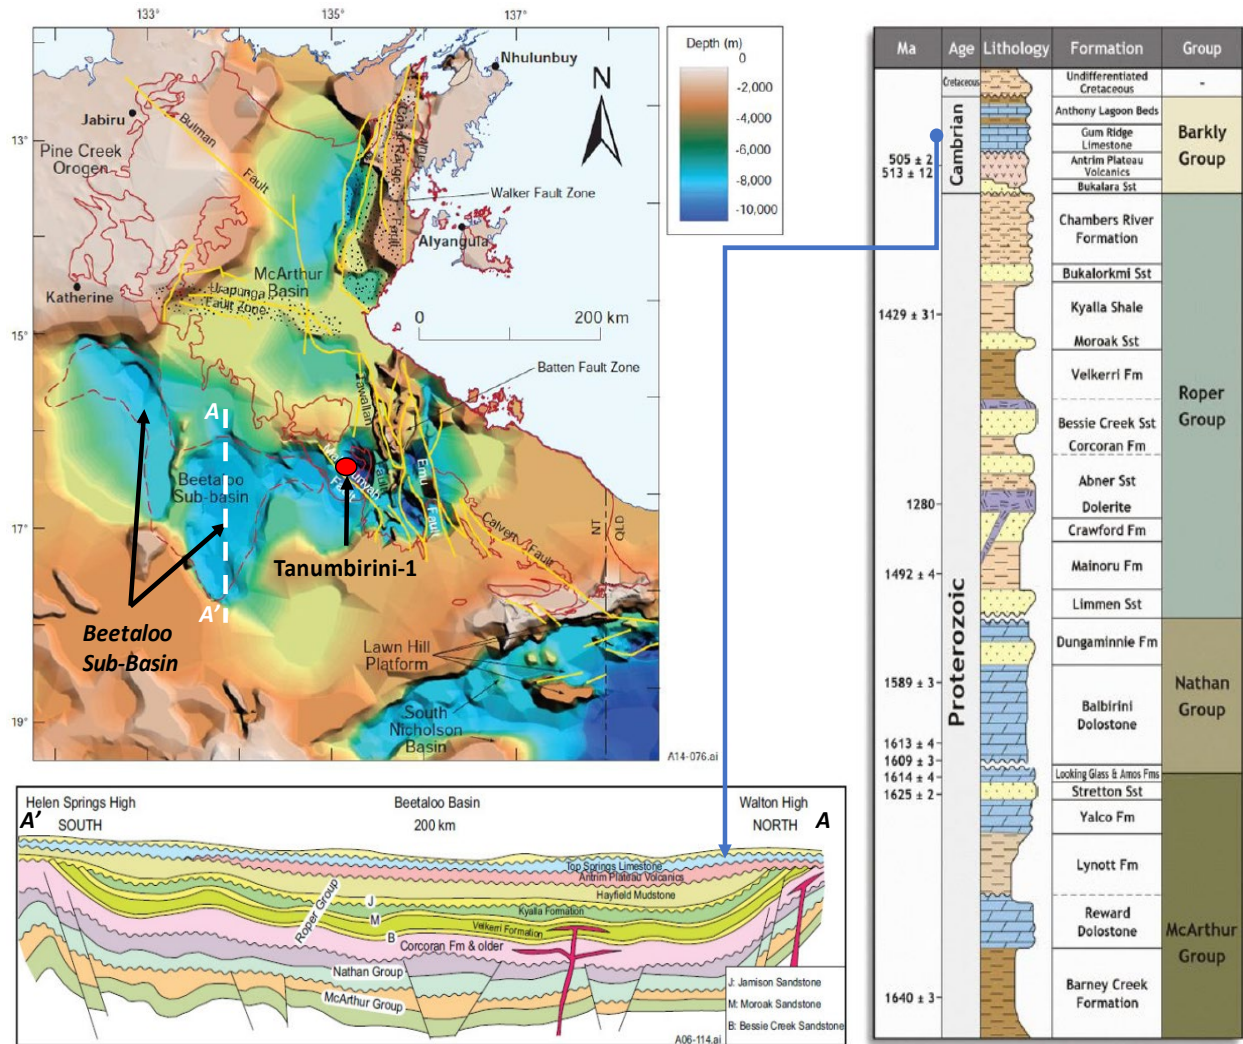 133°
135°
137°
Depth (m)
0
-2,000
-4,000
-6,000
-8,000
-10,000
N
Nhulunbuy
13°
Jabiru
Pine Creek
Orogen
Bulman
Fault
Walker Fault Zone
Alyangula
McArthur
Basin
Katherine
Urapunga
Fault Zone
0
200 km
15°
Batten Fault Zone
Tawallah
Fault
A
Beetaloo
Sub-basin
Fault
Emu
Fault
17°
Calvert
Fault
NT
QLD
Tanumbirini-1
A'
Beetaloo
Sub-Basin
Lawn Hill
Platform
South
Nicholson
Basin
19°
A14-076.ai
Helen Springs High
Beetaloo Basin
Walton High
A'
SOUTH
200 km
NORTH
A
Top Springs Limestone
Antrim Plateau Volcanics
Hayfield Mudstone
Roper Group
J
Kyalla Formation
M
Velkerri Formation
B
Corcoran Fm & older
Nathan Group
McArthur Group
J: Jamison Sandstone
M: Moroak Sandstone
B: Bessie Creek Sandstone
A06-114.ai
Ma
Age
Lithology
Formation
Group
Cretaceous
Undifferentiated
Cretaceous
-
Cambrian
Anthony Lagoon Beds
Gum Ridge
Limestone
Barkly
Group
505 ± 2
513 ± 12
Antrim Plateau
Volcanics
Bukalara Sst
Proterozoic
Chambers River
Formation
Bukalorkmi Sst
1429 ± 31
Kyalla Shale
Moroak Sst
Velkerri Fm
Roper
Group
Bessie Creek Sst
Corcoran Fm
Abner Sst
1280
Dolerite
Crawford Fm
1492 ± 4
Mainoru Fm
Limmen Sst
Dungaminnie Fm
Nathan
Group
1589 ± 3
Balbirini
Dolostone
1613 ± 4
1609 ± 3
1614 ± 4
Looking Glass & Amos Fms
1625 ± 2
Stretton Sst
Yalco Fm
Lynott Fm
Reward
Dolostone
McArthur
Group
1640 ± 3
Barney Creek
Formation